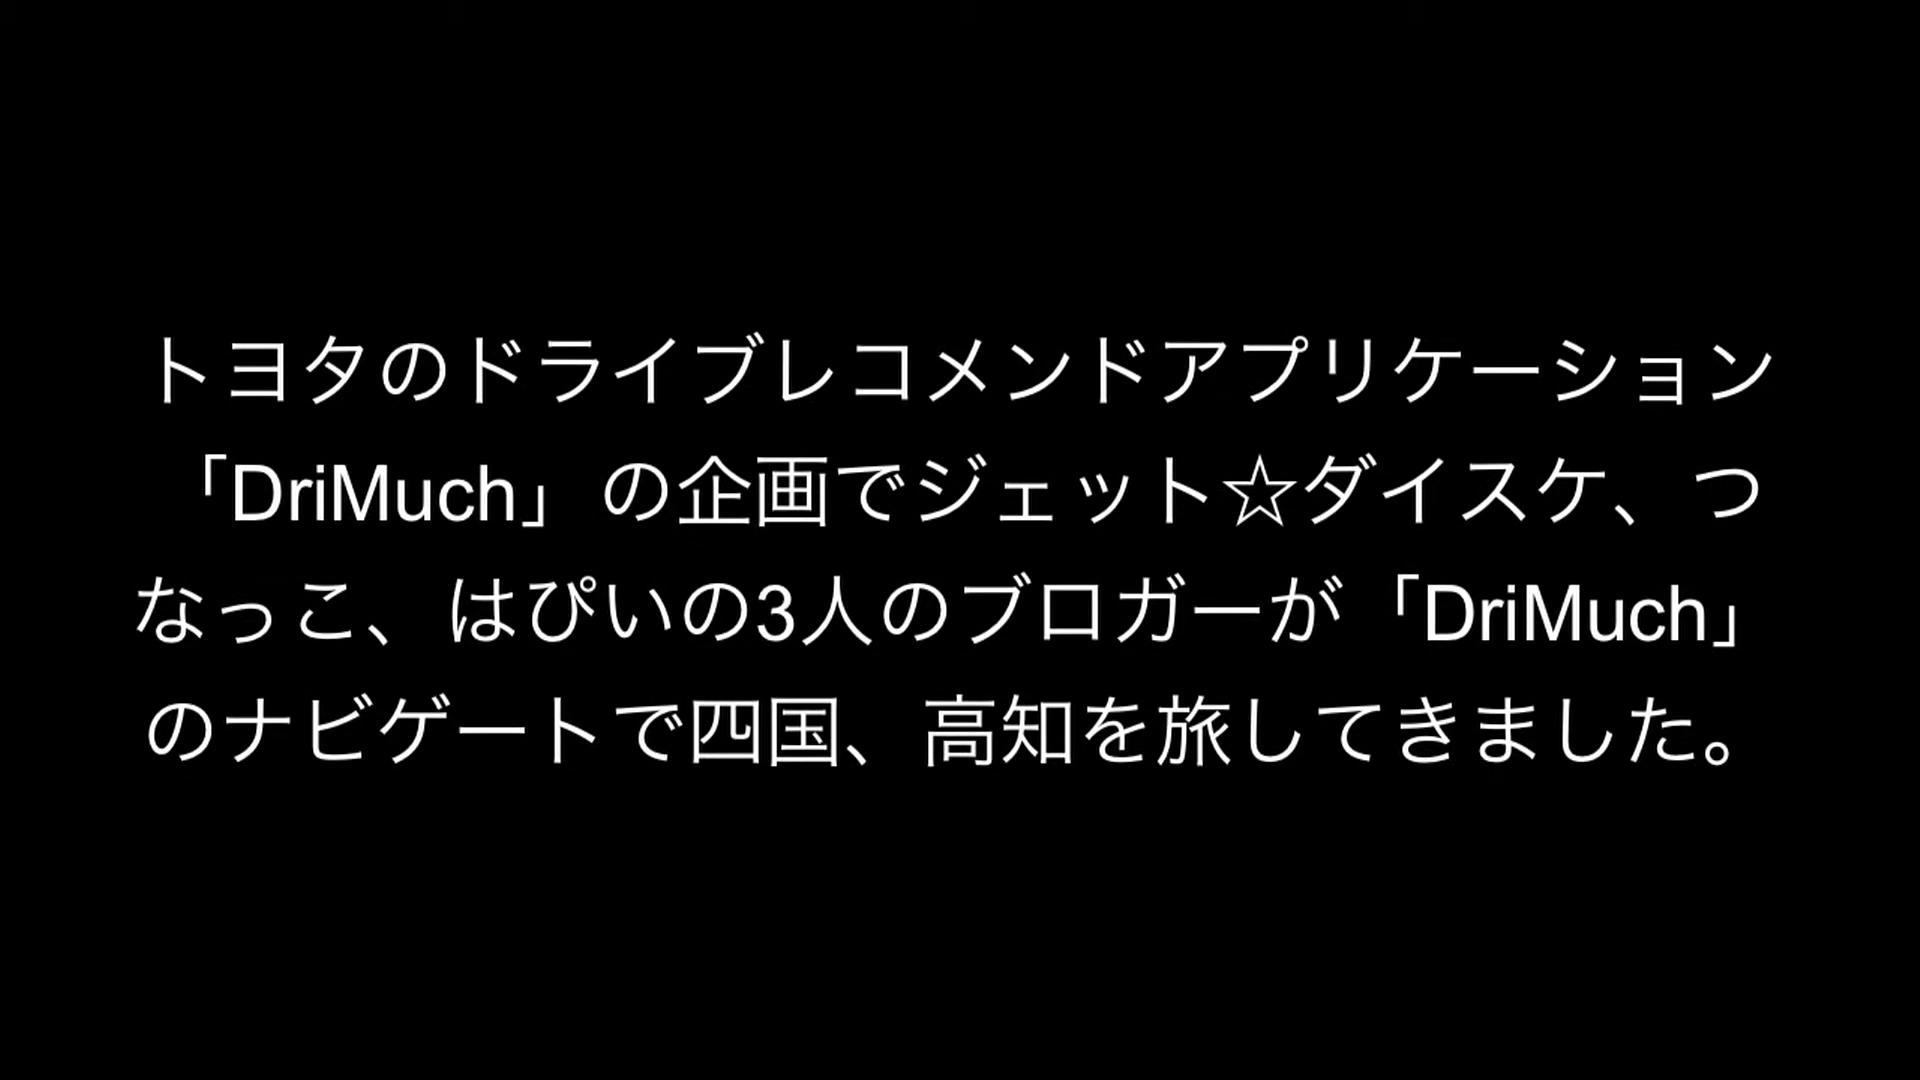 トヨタのドライブレコメンドアプリケーション
「DriMuch」の企画でジェット☆ダイスケ、つ
なっこ、はぴいの3人のブロガーが「DriMuch」
のナビゲートで四国、高知を旅してきました。